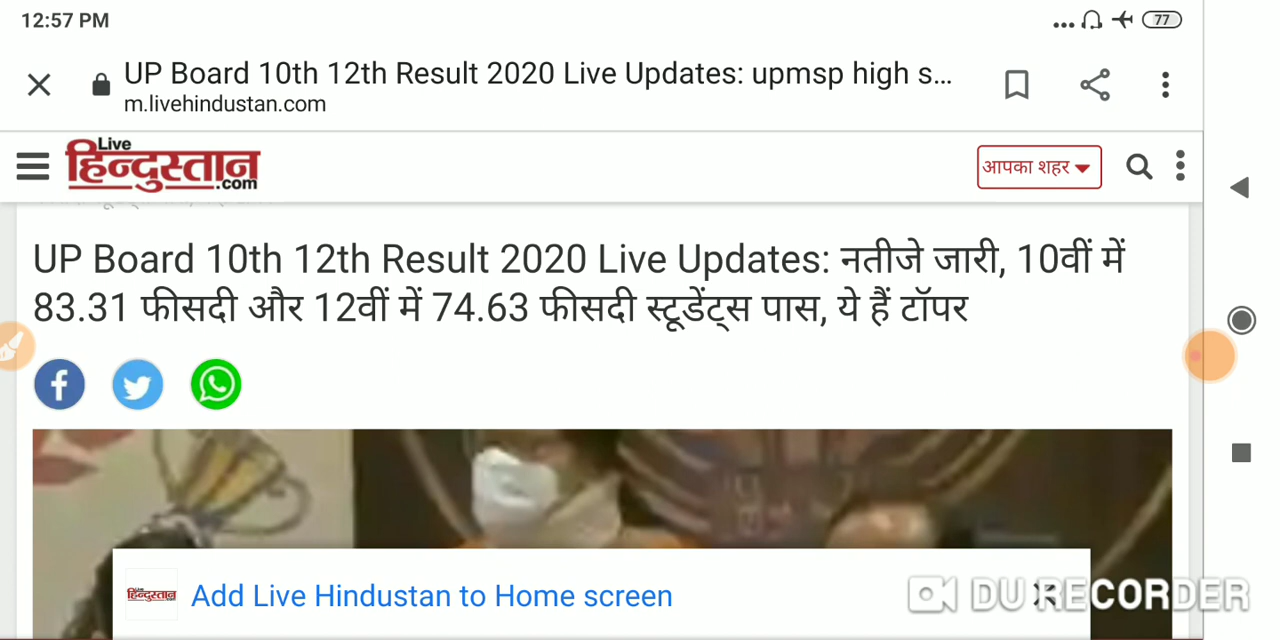 12:57 PM
77
UP Board 10th 12th Result 2020 Live Updates: upmsp high s...
m.livehindustan.com
Live
हिन्दुस्तान
.com
आपका शहर
UP Board 10th 12th Result 2020 Live Updates: नतीजे जारी, 10वीं में
83.31 फीसदी और 12वीं में 74.63 फीसदी स्टूडेंट्स पास, ये हैं टॉपर
Live
हिन्दुस्तान
Add Live Hindustan to Home screen
DU RECORDER